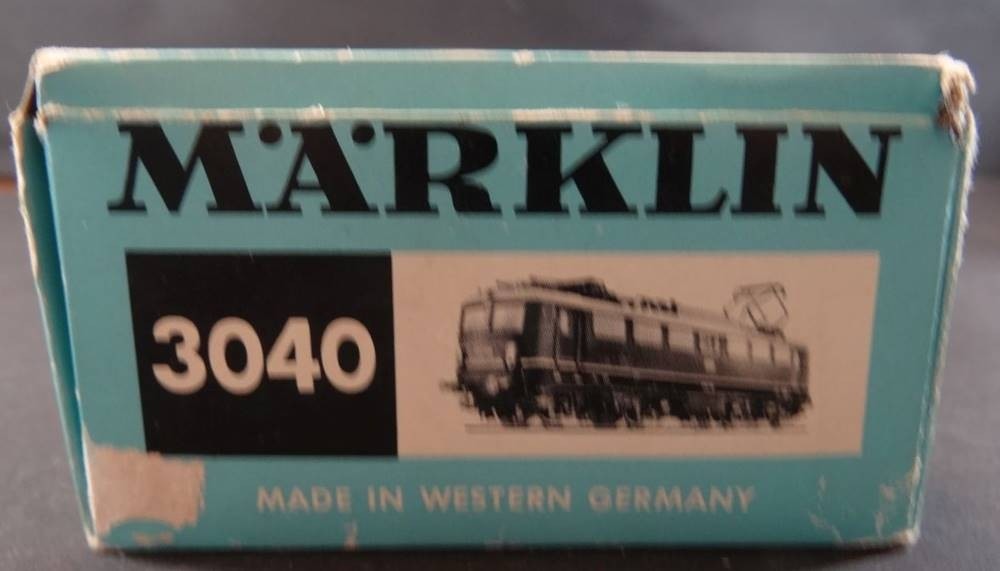 MÄRKLIN
3040
MADE IN WESTERN GERMANY